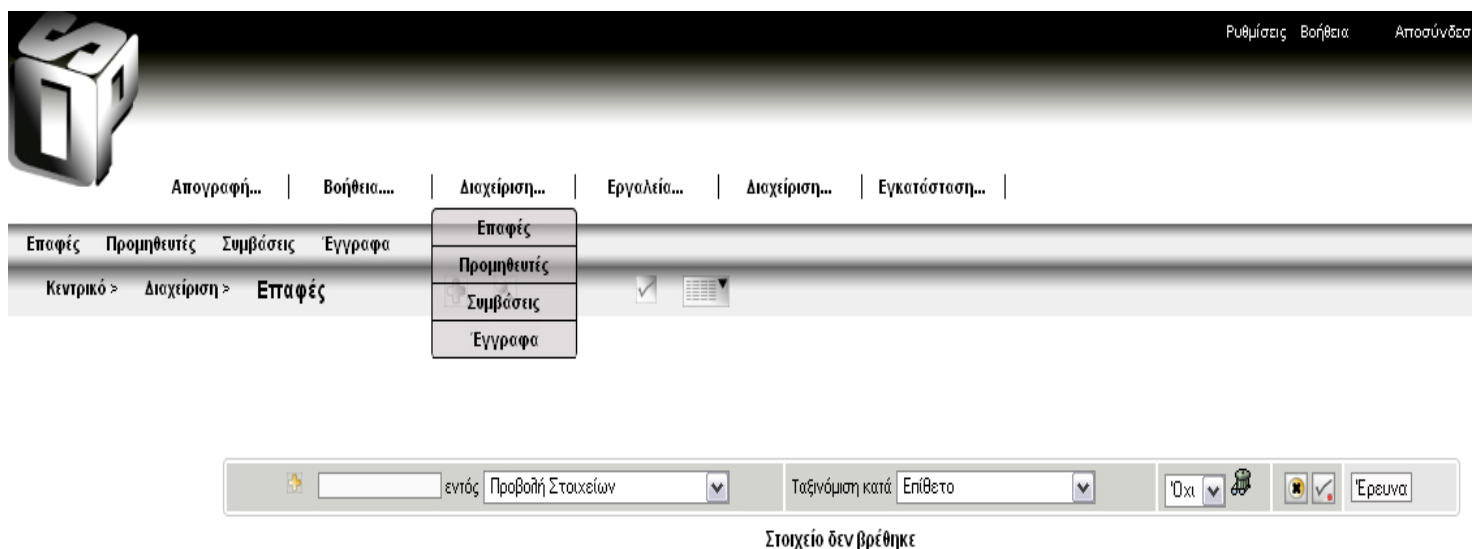 Ρυθμίσεις Βοήθεια Αποσύνδεσ
Απογραφή... | Βοήθεια.... | Διαχείριση... | Εργαλεία... | Διαχείριση... | Εγκατάσταση... |
Επαφές Προμηθευτές Συμβάσεις Έγγραφα
Επαφές
Προμηθευτές
Συμβάσεις
Έγγραφα
Κεντρικό > Διαχείριση > Επαφές
εντός Προβολή Στοιχείων Ταξινόμιση κατά Επίθετο Όχι Έρευνα
Στοιχείο δεν βρέθηκε